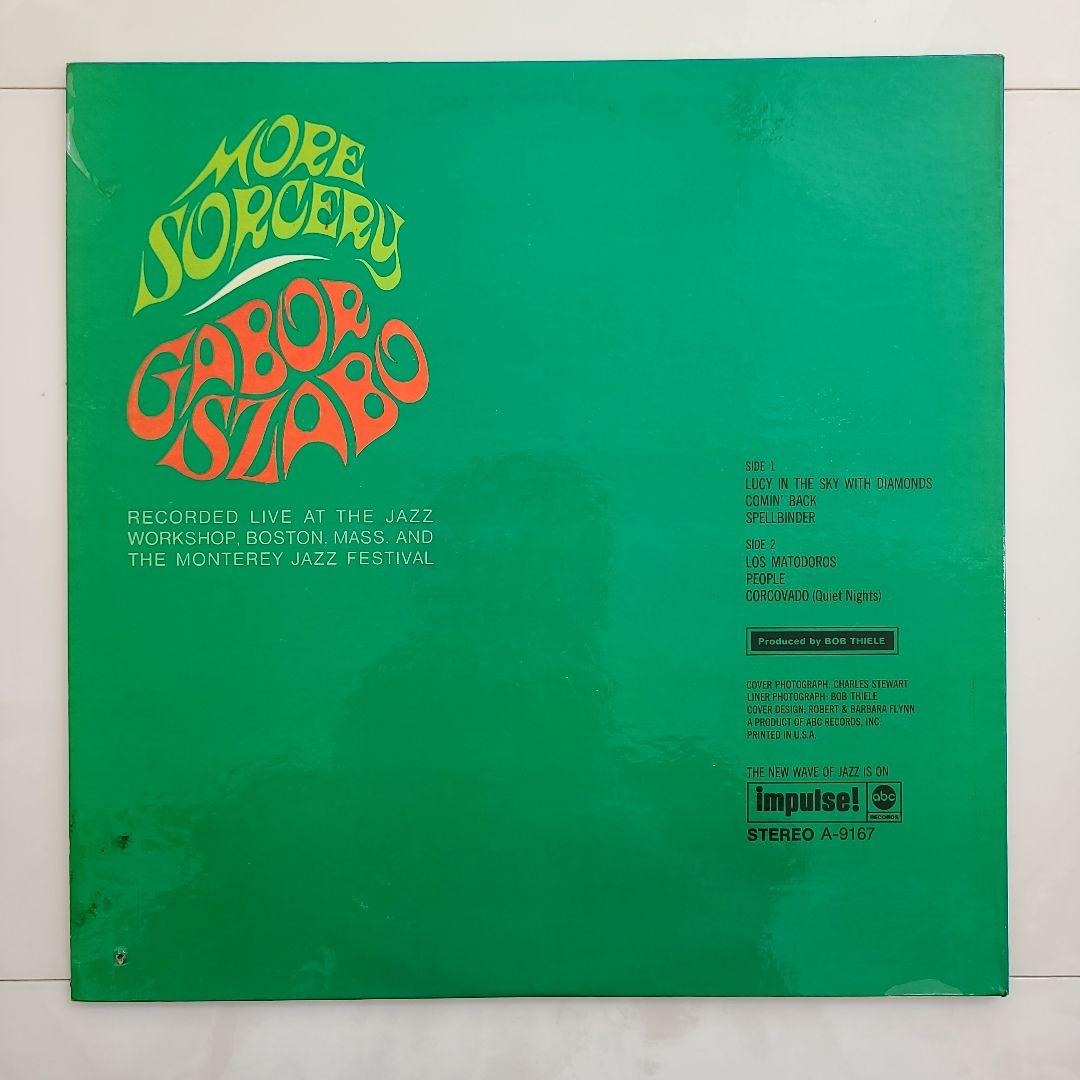 MORE
SORCERY
GABOR
SZABO
RECORDED LIVE AT THE JAZZ
WORKSHOP, BOSTON, MASS. AND
THE MONTEREY JAZZ FESTIVAL
SIDE 1
LUCY IN THE SKY WITH DIAMONDS
COMIN' BACK
SPELLBINDER
SIDE 2
LOS MATODOROS
PEOPLE
CORCOVADO (Quiet Nights)
Produced by BOB THIELE
COVER PHOTOGRAPH: CHARLES STEWART
LINER PHOTOGRAPH: BOB THIELE
COVER DESIGN: ROBERT & BARBARA FLYNN
A PRODUCT OF ABC RECORDS, INC.
PRINTED IN U.S.A.
THE NEW WAVE OF JAZZ IS ON
impulse! abc
RECORDS
STEREO A-9167